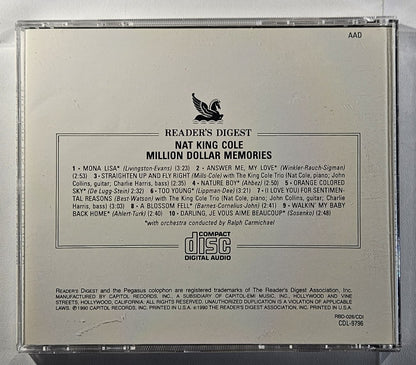 AAD
READER'S DIGEST
NAT KING COLE
MILLION DOLLAR MEMORIES
1 - MONA LISA* (Livingston-Evans) (3:23) 2 - ANSWER ME, MY LOVE* (Winkler-Rauch-Sigman)
(2:53) 3 - STRAIGHTEN UP AND FLY RIGHT (Mills-Cole) with The King Cole Trio (Nat Cole, piano; John
Collins, guitar; Charlie Harris, bass) (2:35) 4 - NATURE BOY* (Ahbez) (2:50) 5 - ORANGE COLORED
SKY* (De Lugg-Stein) (2:32) 6 - TOO YOUNG* (Lippman-Dee) (3:21) 7 - (I LOVE YOU) FOR SENTIMEN-
TAL REASONS (Best-Watson) with The King Cole Trio (Nat Cole, piano; John Collins, guitar; Charlie
Harris, bass) (3:03) 8 - A BLOSSOM FELL* (Barnes-Cornelius-John) (2:41) 9 - WALKIN' MY BABY
BACK HOME* (Ahlert-Turk) (2:41) 10 - DARLING, JE VOUS AIME BEAUCOUP* (Sosenko) (2:48)
*with orchestra conducted by Ralph Carmichael
COMPACT
disc
DIGITAL AUDIO
READER'S DIGEST and the Pegasus colophon are registered trademarks of The Reader's Digest Association, Inc.
MANUFACTURED BY CAPITOL RECORDS, INC., A SUBSIDIARY OF CAPITOL-EMI MUSIC, INC., HOLLYWOOD AND VINE
STREETS, HOLLYWOOD, CALIFORNIA. ALL RIGHTS RESERVED. UNAUTHORIZED DUPLICATION IS A VIOLATION OF APPLICABLE
LAWS. ℗1990 CAPITOL RECORDS, INC. PRINTED IN U.S.A. ©1990 THE READER'S DIGEST ASSOCIATION, INC. PRINTED IN U.S.A.
RBD-026/CD1
CDL-9796